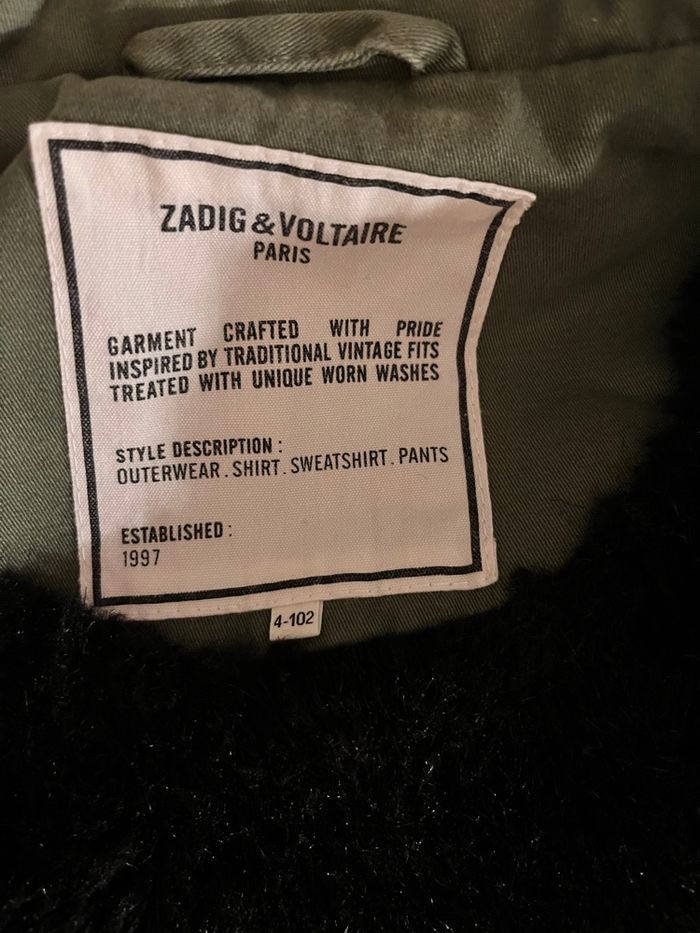 ZADIG & VOLTAIRE
PARIS
GARMENT CRAFTED WITH PRIDE
INSPIRED BY TRADITIONAL VINTAGE FITS
TREATED WITH UNIQUE WORN WASHES
STYLE DESCRIPTION :
OUTERWEAR . SHIRT . SWEATSHIRT . PANTS
ESTABLISHED :
1997
4-102